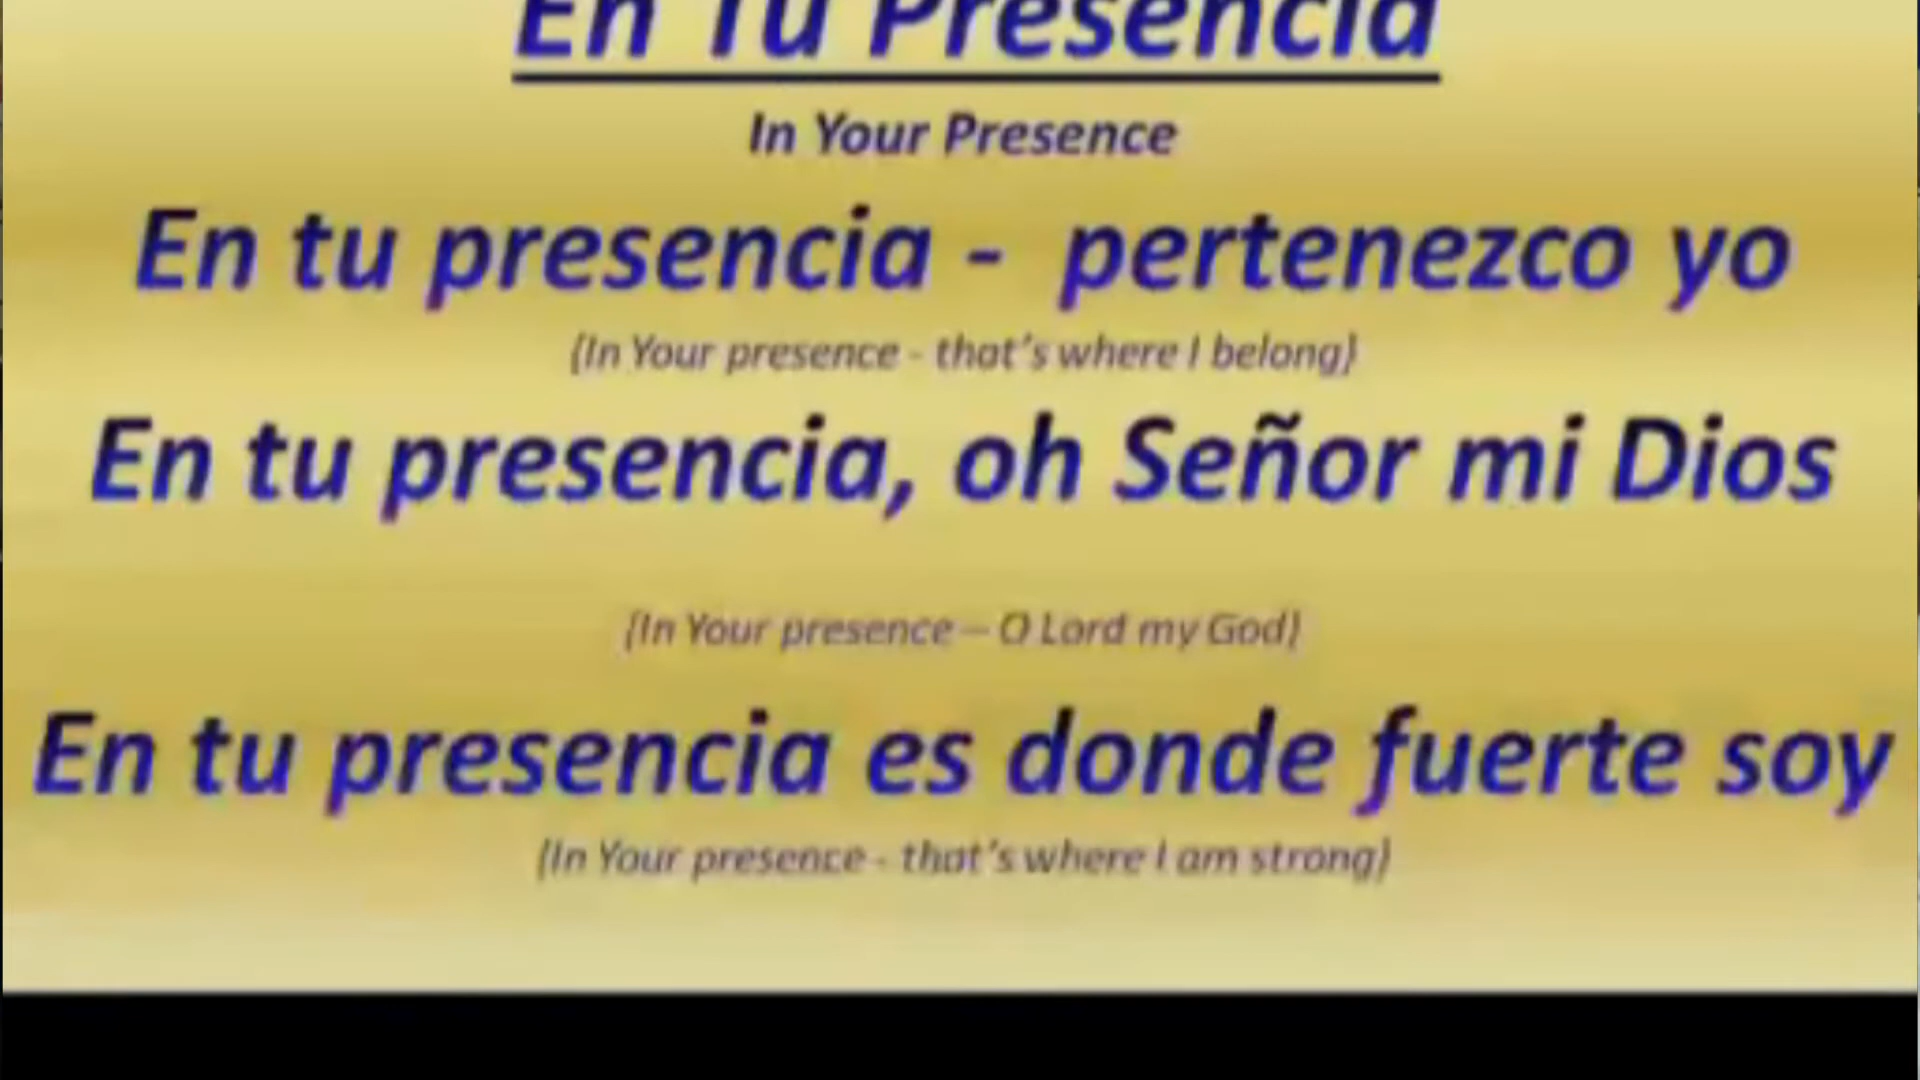 En Tu Presencia
In Your Presence
En tu presencia - pertenezco yo
(In Your presence - that's where I belong)
En tu presencia, oh Señor mi Dios
(In Your presence – O Lord my God)
En tu presencia es donde fuerte soy
(In Your presence - that's where I am strong)